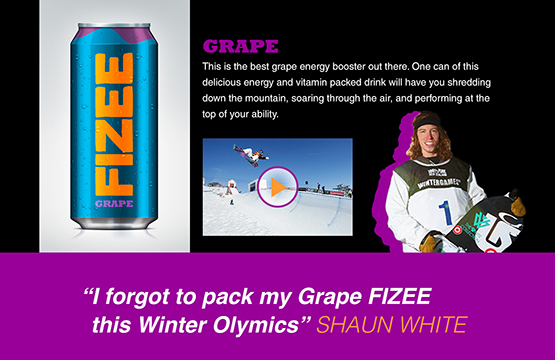 FIZEE
GRAPE
GRAPE
This is the best grape energy booster out there. One can of this
delicious energy and vitamin packed drink will have you shredding
down the mountain, soaring through the air, and performing at the
top of your ability.
WINTERGAMES
1
“I forgot to pack my Grape FIZEE
this Winter Olymics” SHAUN WHITE